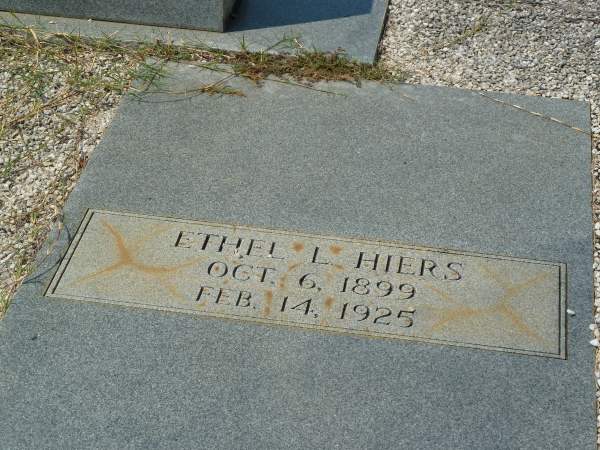 ETHEL L. HIERS
OCT. 6, 1899
FEB. 14, 1925